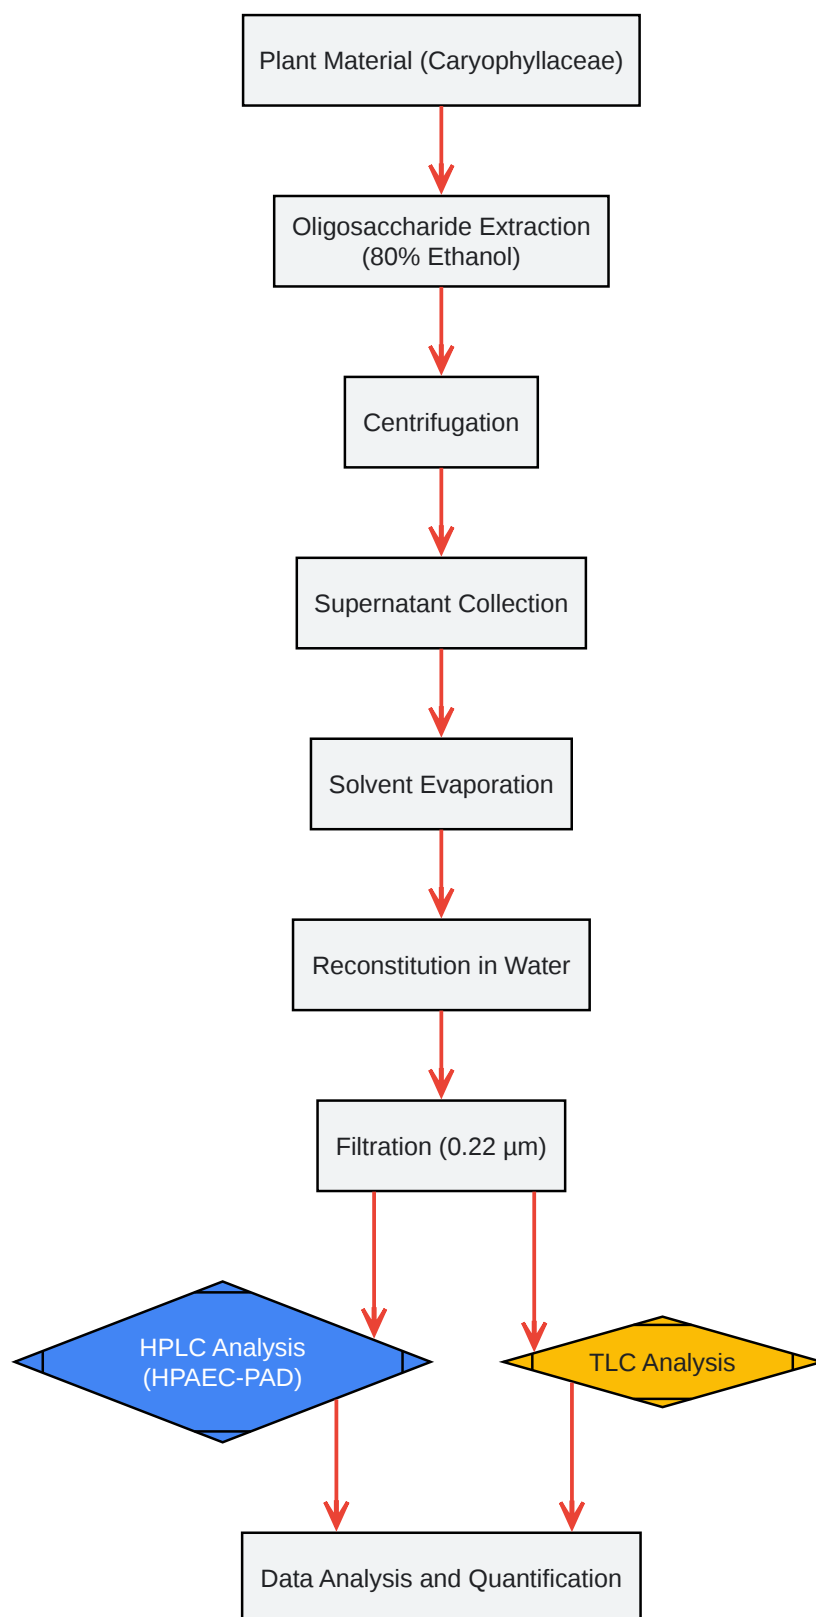 Plant Material (Caryophyllaceae)
Oligosaccharide Extraction
(80% Ethanol)
Centrifugation
Supernatant Collection
Solvent Evaporation
Reconstitution in Water
Filtration (0.22 µm)
HPLC Analysis
(HPAEC-PAD)
TLC Analysis
Data Analysis and Quantification